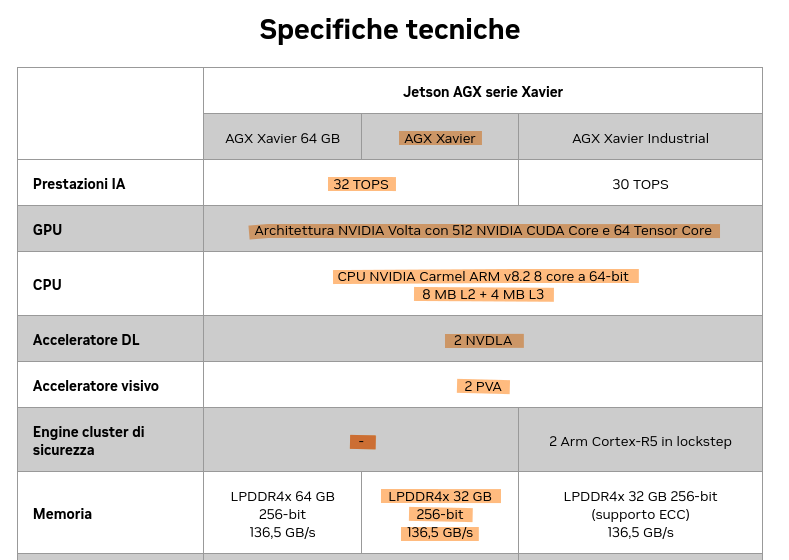 Specifiche tecniche
Jetson AGX serie Xavier
AGX Xavier 64 GB
AGX Xavier
AGX Xavier Industrial
Prestazioni IA
32 TOPS
30 TOPS
GPU
Architettura NVIDIA Volta con 512 NVIDIA CUDA Core e 64 Tensor Core
CPU
CPU NVIDIA Carmel ARM v8.2 8 core a 64-bit
8 MB L2 + 4 MB L3
Acceleratore DL
2 NVDLA
Acceleratore visivo
2 PVA
Engine cluster di
sicurezza
-
2 Arm Cortex-R5 in lockstep
Memoria
LPDDR4x 64 GB
256-bit
136,5 GB/s
LPDDR4x 32 GB
256-bit
136,5 GB/s
LPDDR4x 32 GB 256-bit
(supporto ECC)
136,5 GB/s